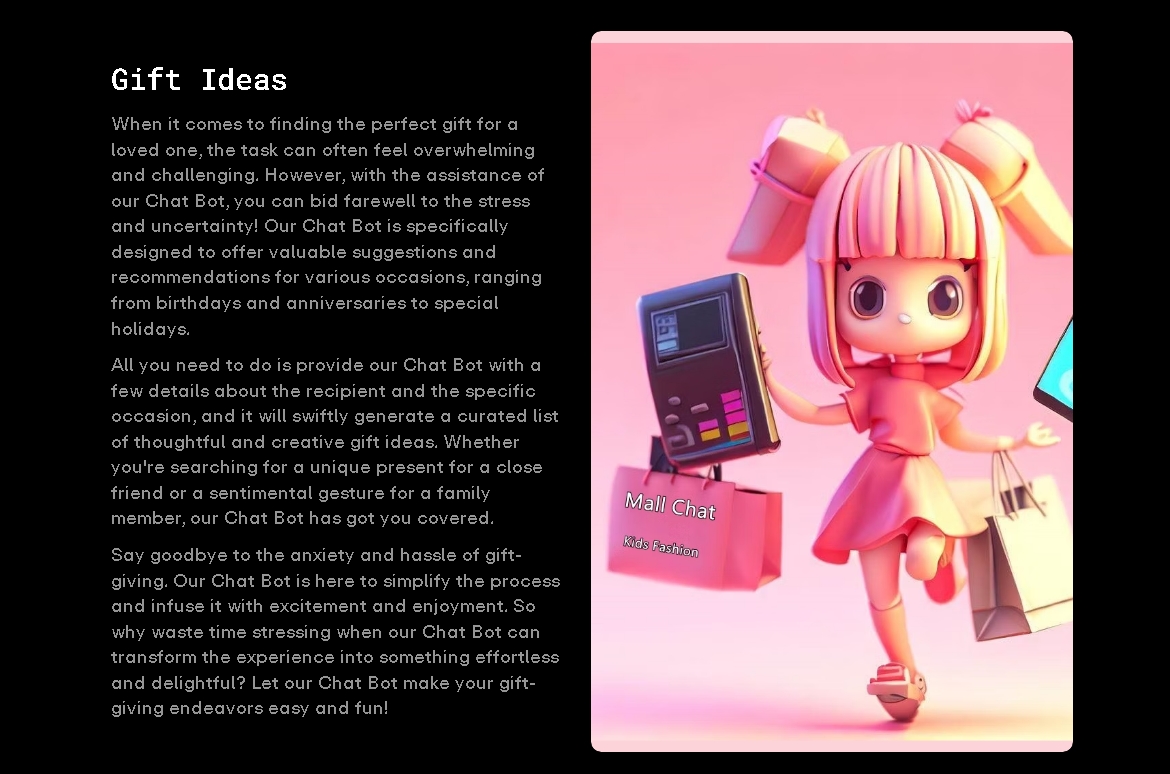 Gift Ideas
When it comes to finding the perfect gift for a
loved one, the task can often feel overwhelming
and challenging. However, with the assistance of
our Chat Bot, you can bid farewell to the stress
and uncertainty! Our Chat Bot is specifically
designed to offer valuable suggestions and
recommendations for various occasions, ranging
from birthdays and anniversaries to special
holidays.
All you need to do is provide our Chat Bot with a
few details about the recipient and the specific
occasion, and it will swiftly generate a curated list
of thoughtful and creative gift ideas. Whether
you're searching for a unique present for a close
friend or a sentimental gesture for a family
member, our Chat Bot has got you covered.
Say goodbye to the anxiety and hassle of gift-
giving. Our Chat Bot is here to simplify the process
and infuse it with excitement and enjoyment. So
why waste time stressing when our Chat Bot can
transform the experience into something effortless
and delightful? Let our Chat Bot make your gift-
giving endeavors easy and fun!
Mall Chat
Kids Fashion